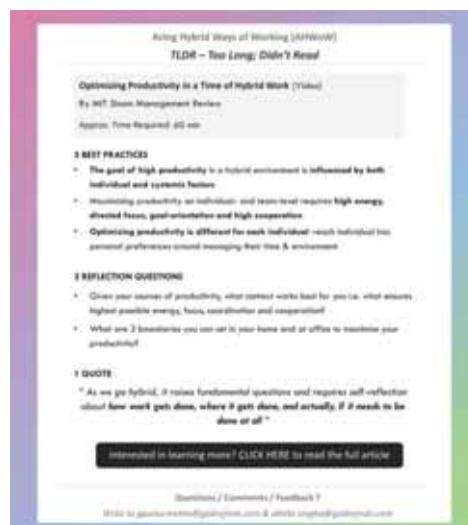 Acing Hybrid Ways of Working (AHWoW)
TLDR – Too Long; Didn't Read
Optimizing Productivity in a Time of Hybrid Work (Video)
By MIT Sloan Management Review
Approx. Time Required: 60 min
3 BEST PRACTICES
• The goal of high productivity in a hybrid environment is influenced by both
individual and systemic factors
• Maximizing productivity an individual- and team-level requires high energy,
directed focus, goal-orientation and high cooperation
• Optimizing productivity is different for each individual -each individual has
personal preferences around managing their time & environment
2 REFLECTION QUESTIONS
• Given your sources of productivity, what context works best for you i.e. what ensures
highest possible energy, focus, coordination and cooperation?
• What are 2 boundaries you can set in your home and at office to maximize your
productivity?
1 QUOTE
" As we go hybrid, it raises fundamental questions and requires self-reflection
about how work gets done, where it gets done, and actually, if it needs to be
done at all "
Interested in learning more? CLICK HERE to read the full article
Questions / Comments / Feedback ?
Write to